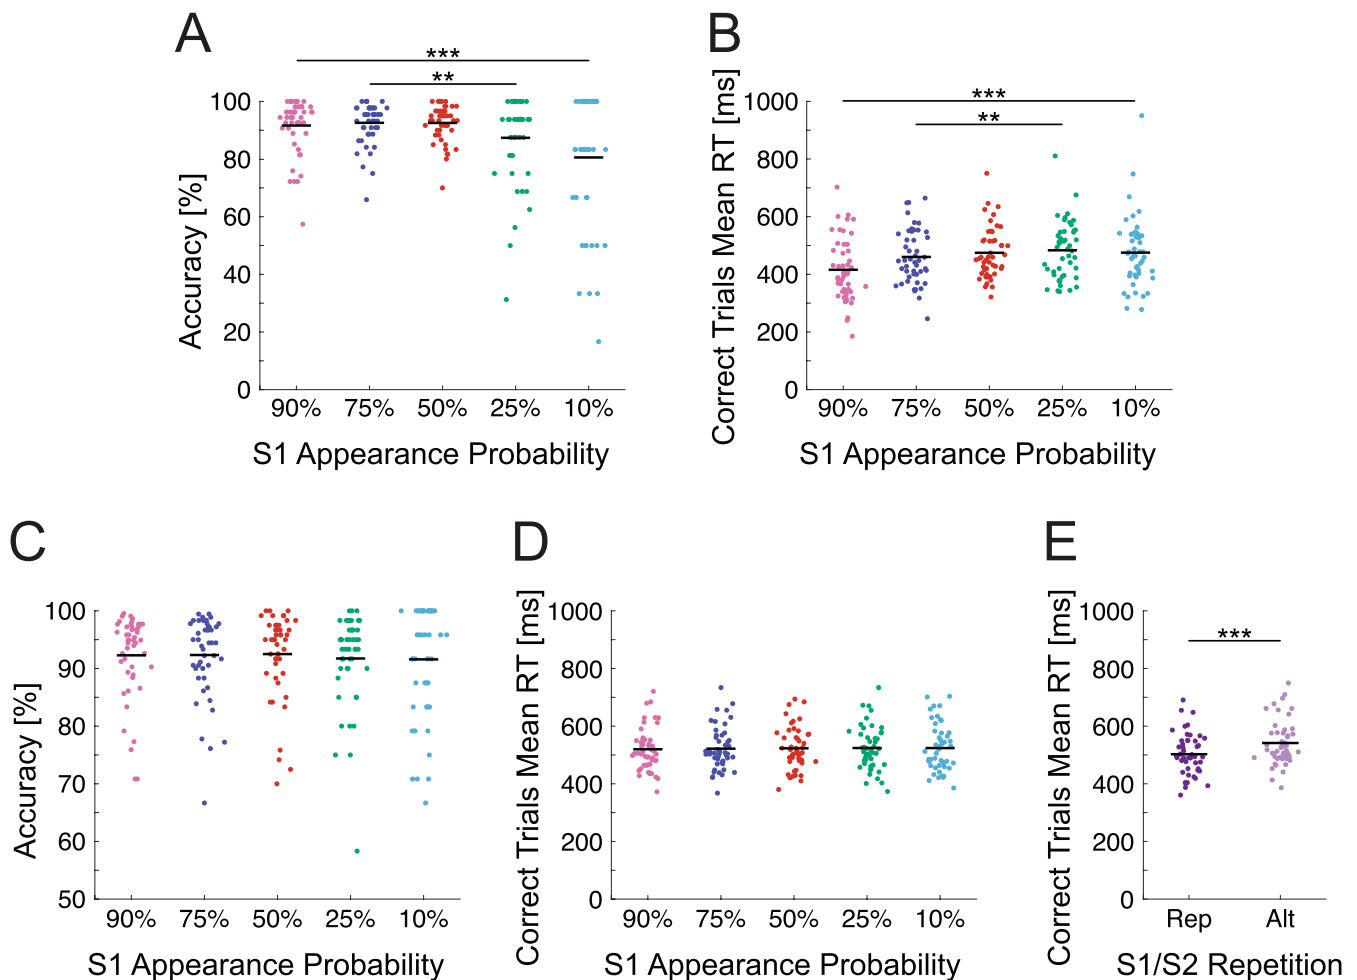 A
***
**
100
80
60
40
20
0
Accuracy [%]
90% 75% 50% 25% 10%
S1 Appearance Probability
B
***
**
1000
800
600
400
200
0
Correct Trials Mean RT [ms]
90% 75% 50% 25% 10%
S1 Appearance Probability
C
100
90
80
70
60
50
Accuracy [%]
90% 75% 50% 25% 10%
S1 Appearance Probability
D
1000
800
600
400
200
0
Correct Trials Mean RT [ms]
90% 75% 50% 25% 10%
S1 Appearance Probability
E
***
1000
800
600
400
200
0
Correct Trials Mean RT [ms]
Rep Alt
S1/S2 Repetition